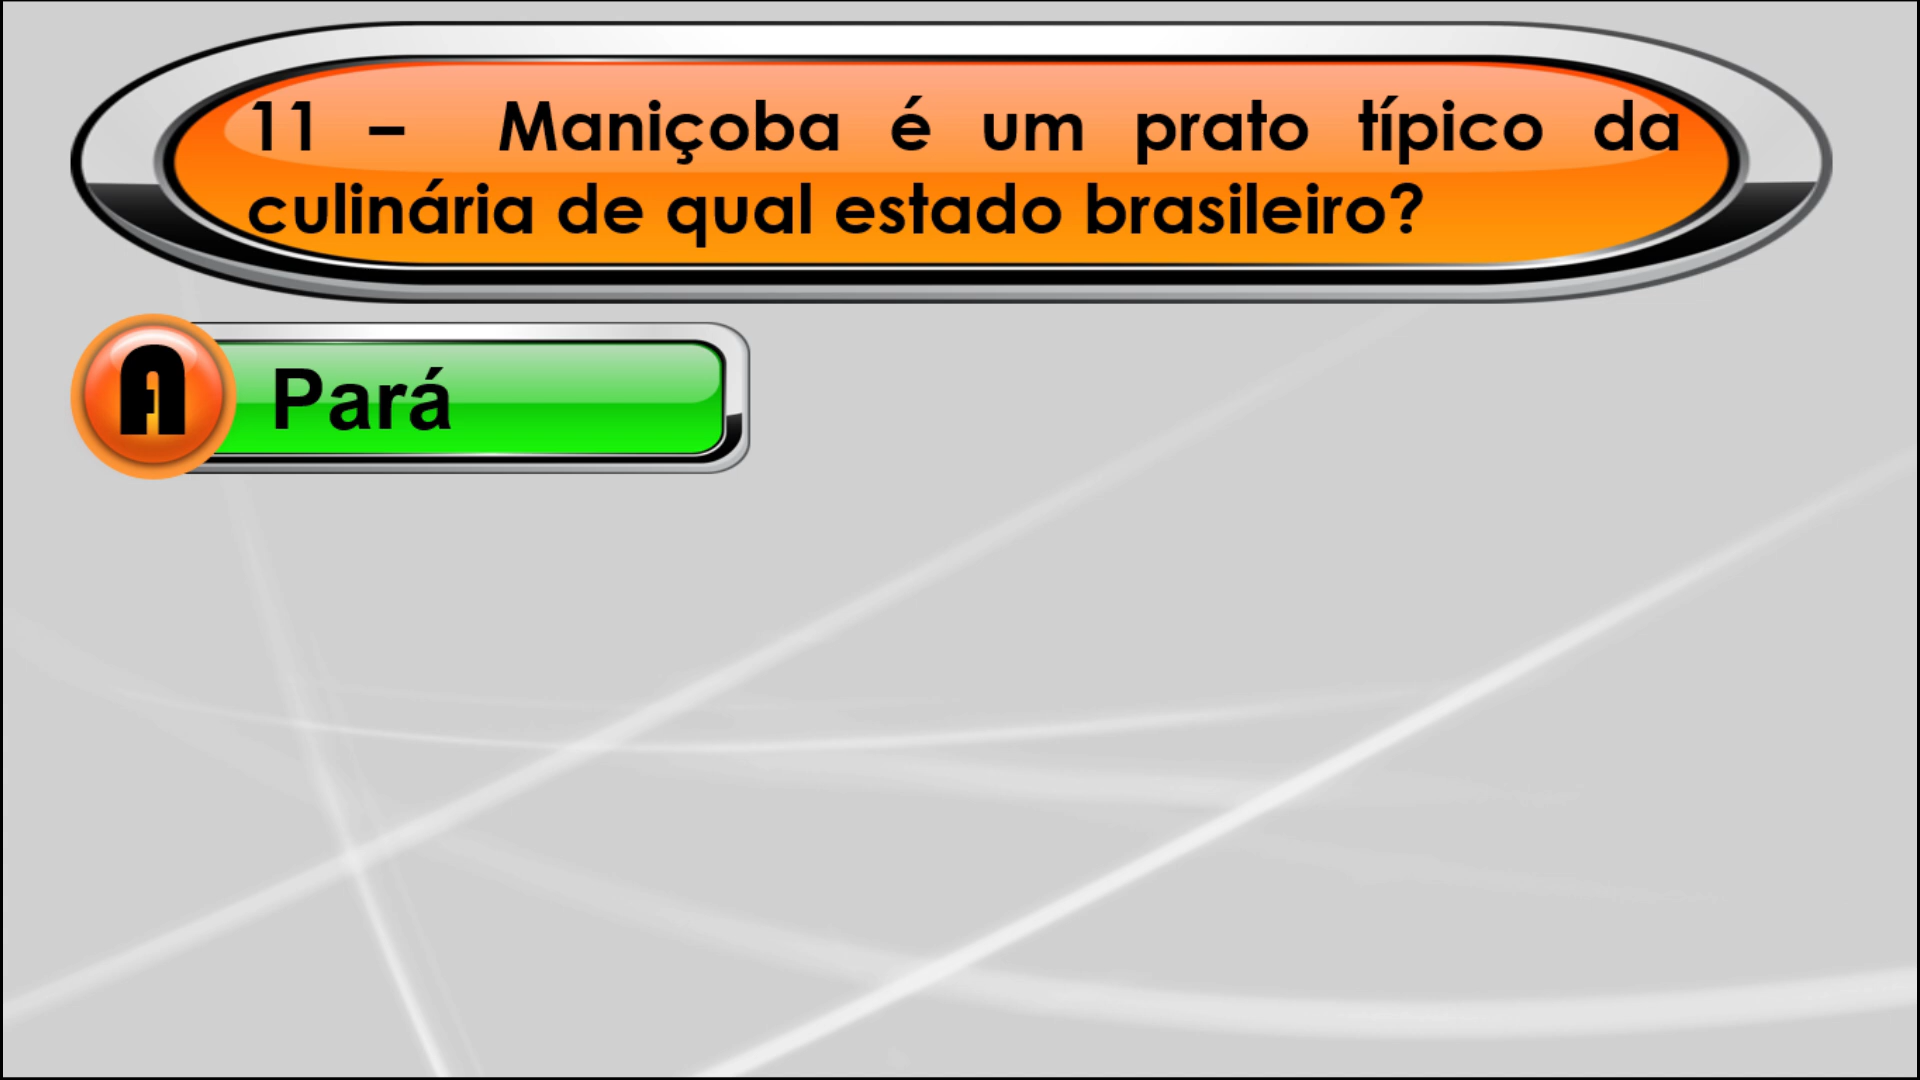 11 – Maniçoba é um prato típico da
culinária de qual estado brasileiro?
A Pará